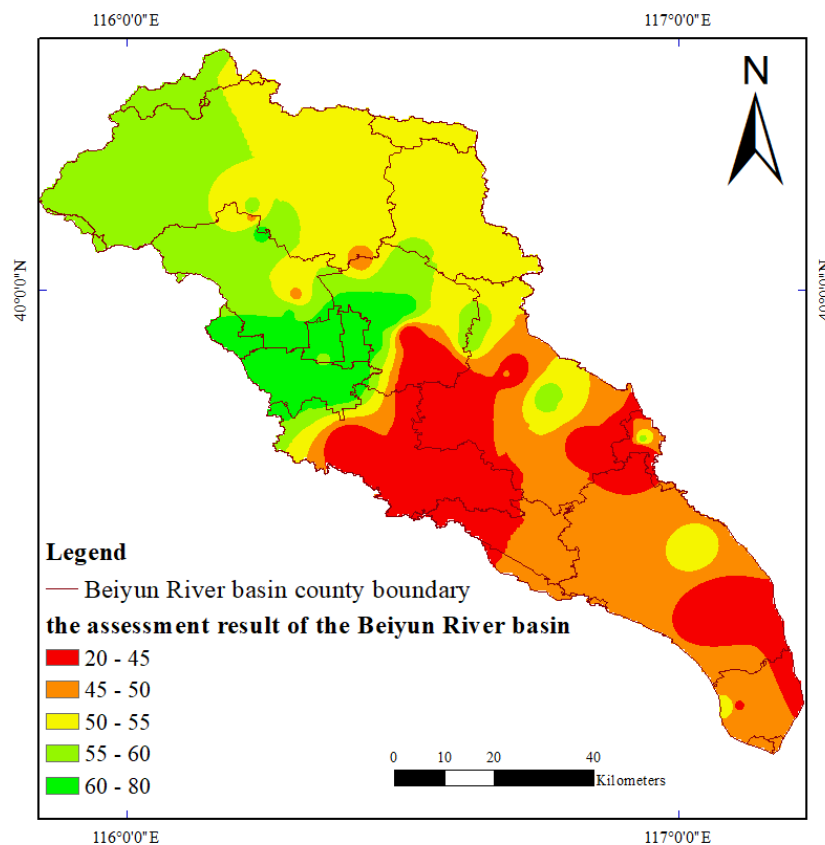 116°0'0"E 117°0'0"E
N
40°0'0"N 40°0'0"N
Legend
Beiyun River basin county boundary
the assessment result of the Beiyun River basin
20 - 45
45 - 50
50 - 55
55 - 60
60 - 80
0 10 20 40
Kilometers
116°0'0"E 117°0'0"E